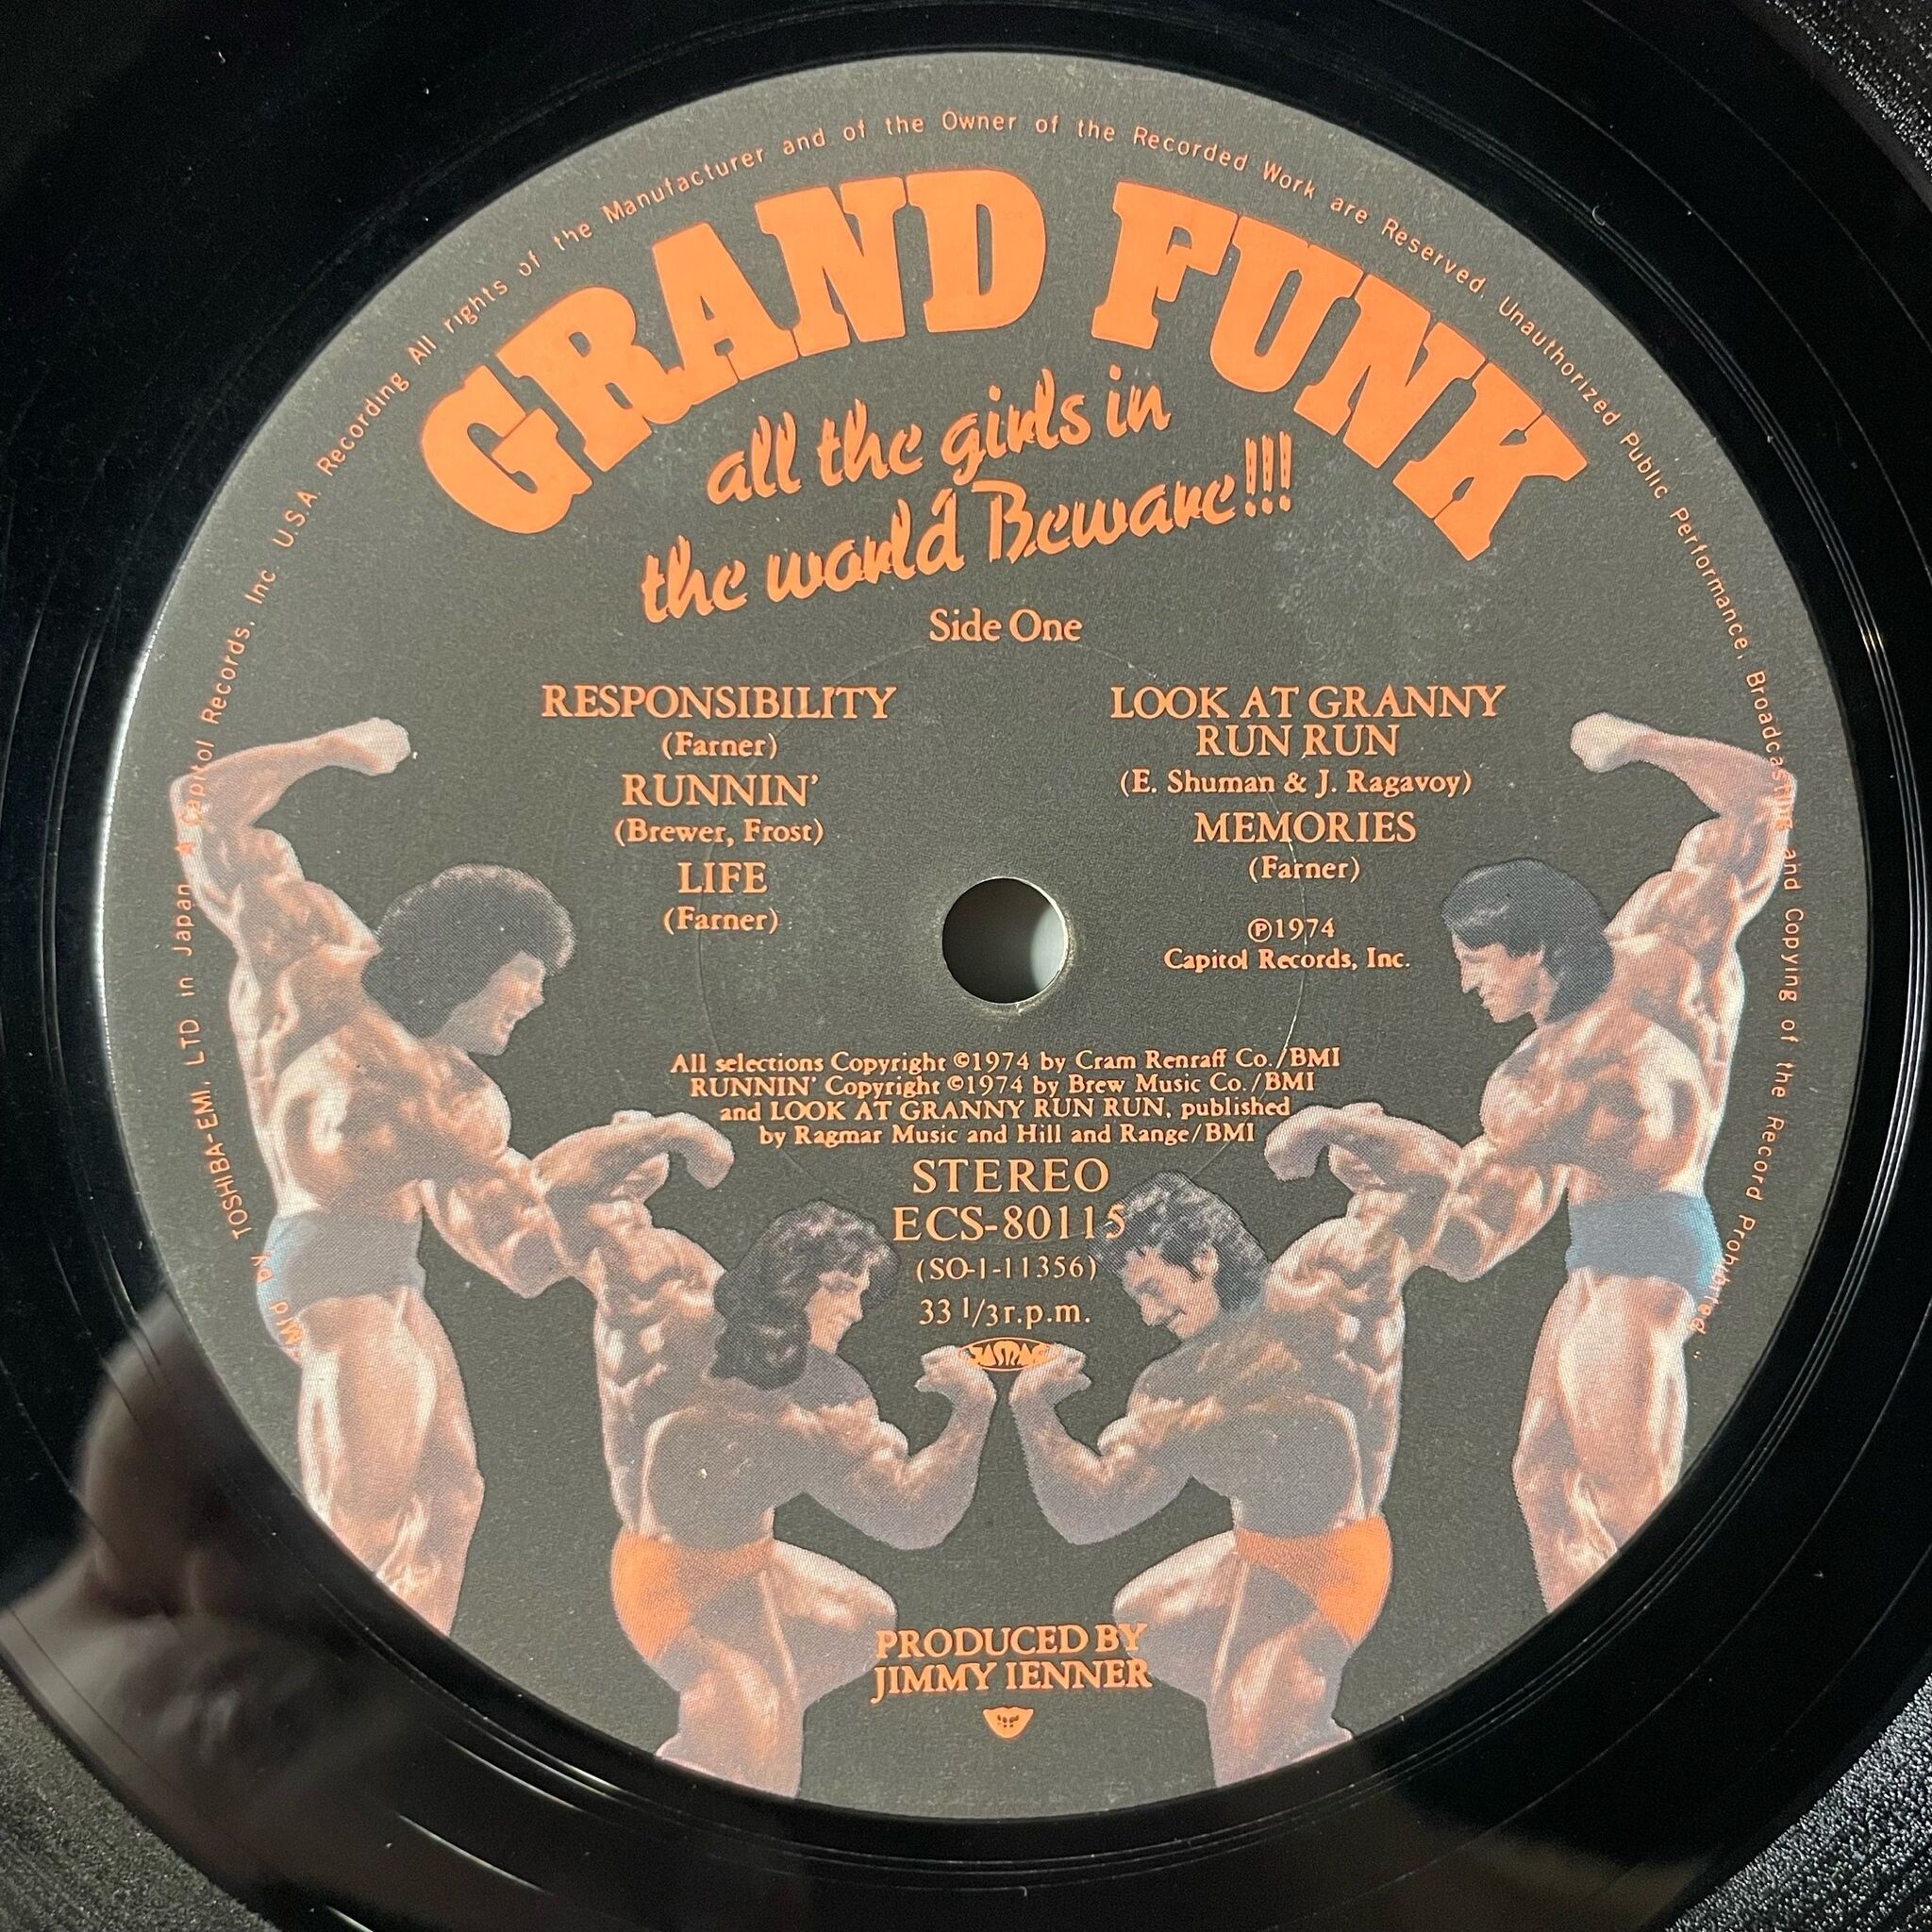 Mfd by TOSHIBA-EMI, LTD in Japan A Capitol Records, Inc U.S.A. Recording All rights of the Manufacturer and of the Owner of the Recorded Work are Reserved. Unauthorized Public Performance, Broadcasting and Copying of the Record Prohibited.
GRAND FUNK
all the girls in
the world Beware!!!
Side One
RESPONSIBILITY
(Farner)
RUNNIN'
(Brewer, Frost)
LIFE
(Farner)
LOOK AT GRANNY
RUN RUN
(E. Shuman & J. Ragavoy)
MEMORIES
(Farner)
℗1974
Capitol Records, Inc.
All selections Copyright ©1974 by Cram Renraff Co./BMI
RUNNIN' Copyright ©1974 by Brew Music Co./BMI
and LOOK AT GRANNY RUN RUN, published
by Ragmar Music and Hill and Range/BMI
STEREO
ECS-80115
(SO-1-11356)
33 1/3 r.p.m.
PRODUCED BY
JIMMY IENNER